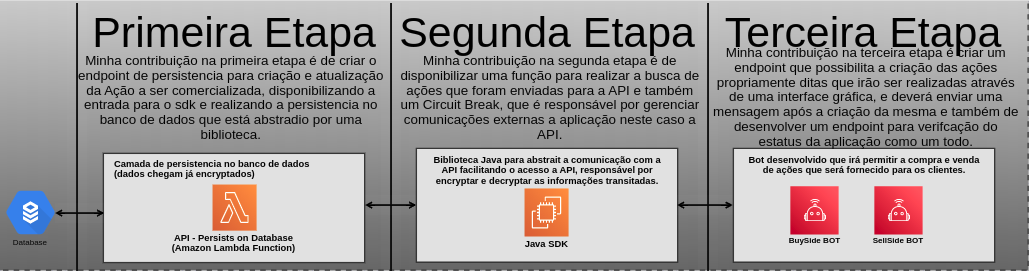 Primeira Etapa
Minha contribuição na primeira etapa é de criar o
endpoint de persistencia para criação e atualização
da Ação a ser comercializada, disponibilizando a
entrada para o sdk e realizando a persistencia no
banco de dados que está abstradio por uma
biblioteca.
Camada de persistencia no banco de dados
(dados chegam já encryptados)
API - Persists on Database
(Amazon Lambda Function)
Database
Segunda Etapa
Minha contribuição na segunda etapa é de
disponibilizar uma função para realizar a busca de
ações que foram enviadas para a API e também
um Circuit Break, que é responsável por gerenciar
comunicações externas a aplicação neste caso a
API.
Biblioteca Java para abstrait a comunicação com a
API facilitando o acesso a API, responsável por
encryptar e decryptar as informações transitadas.
Java SDK
Terceira Etapa
Minha contribuição na terceira etapa é criar um
endpoint que possibilita a criação das ações
propriamente ditas que irão ser realizadas através
de uma interface gráfica, e deverá enviar uma
mensagem após a criação da mesma e também de
desenvolver um endpoint para verifcação do
estatus da aplicação como um todo.
Bot desenvolvido que irá permitir a compra e venda
de ações que será fornecido para os clientes.
BuySide BOT
SellSide BOT